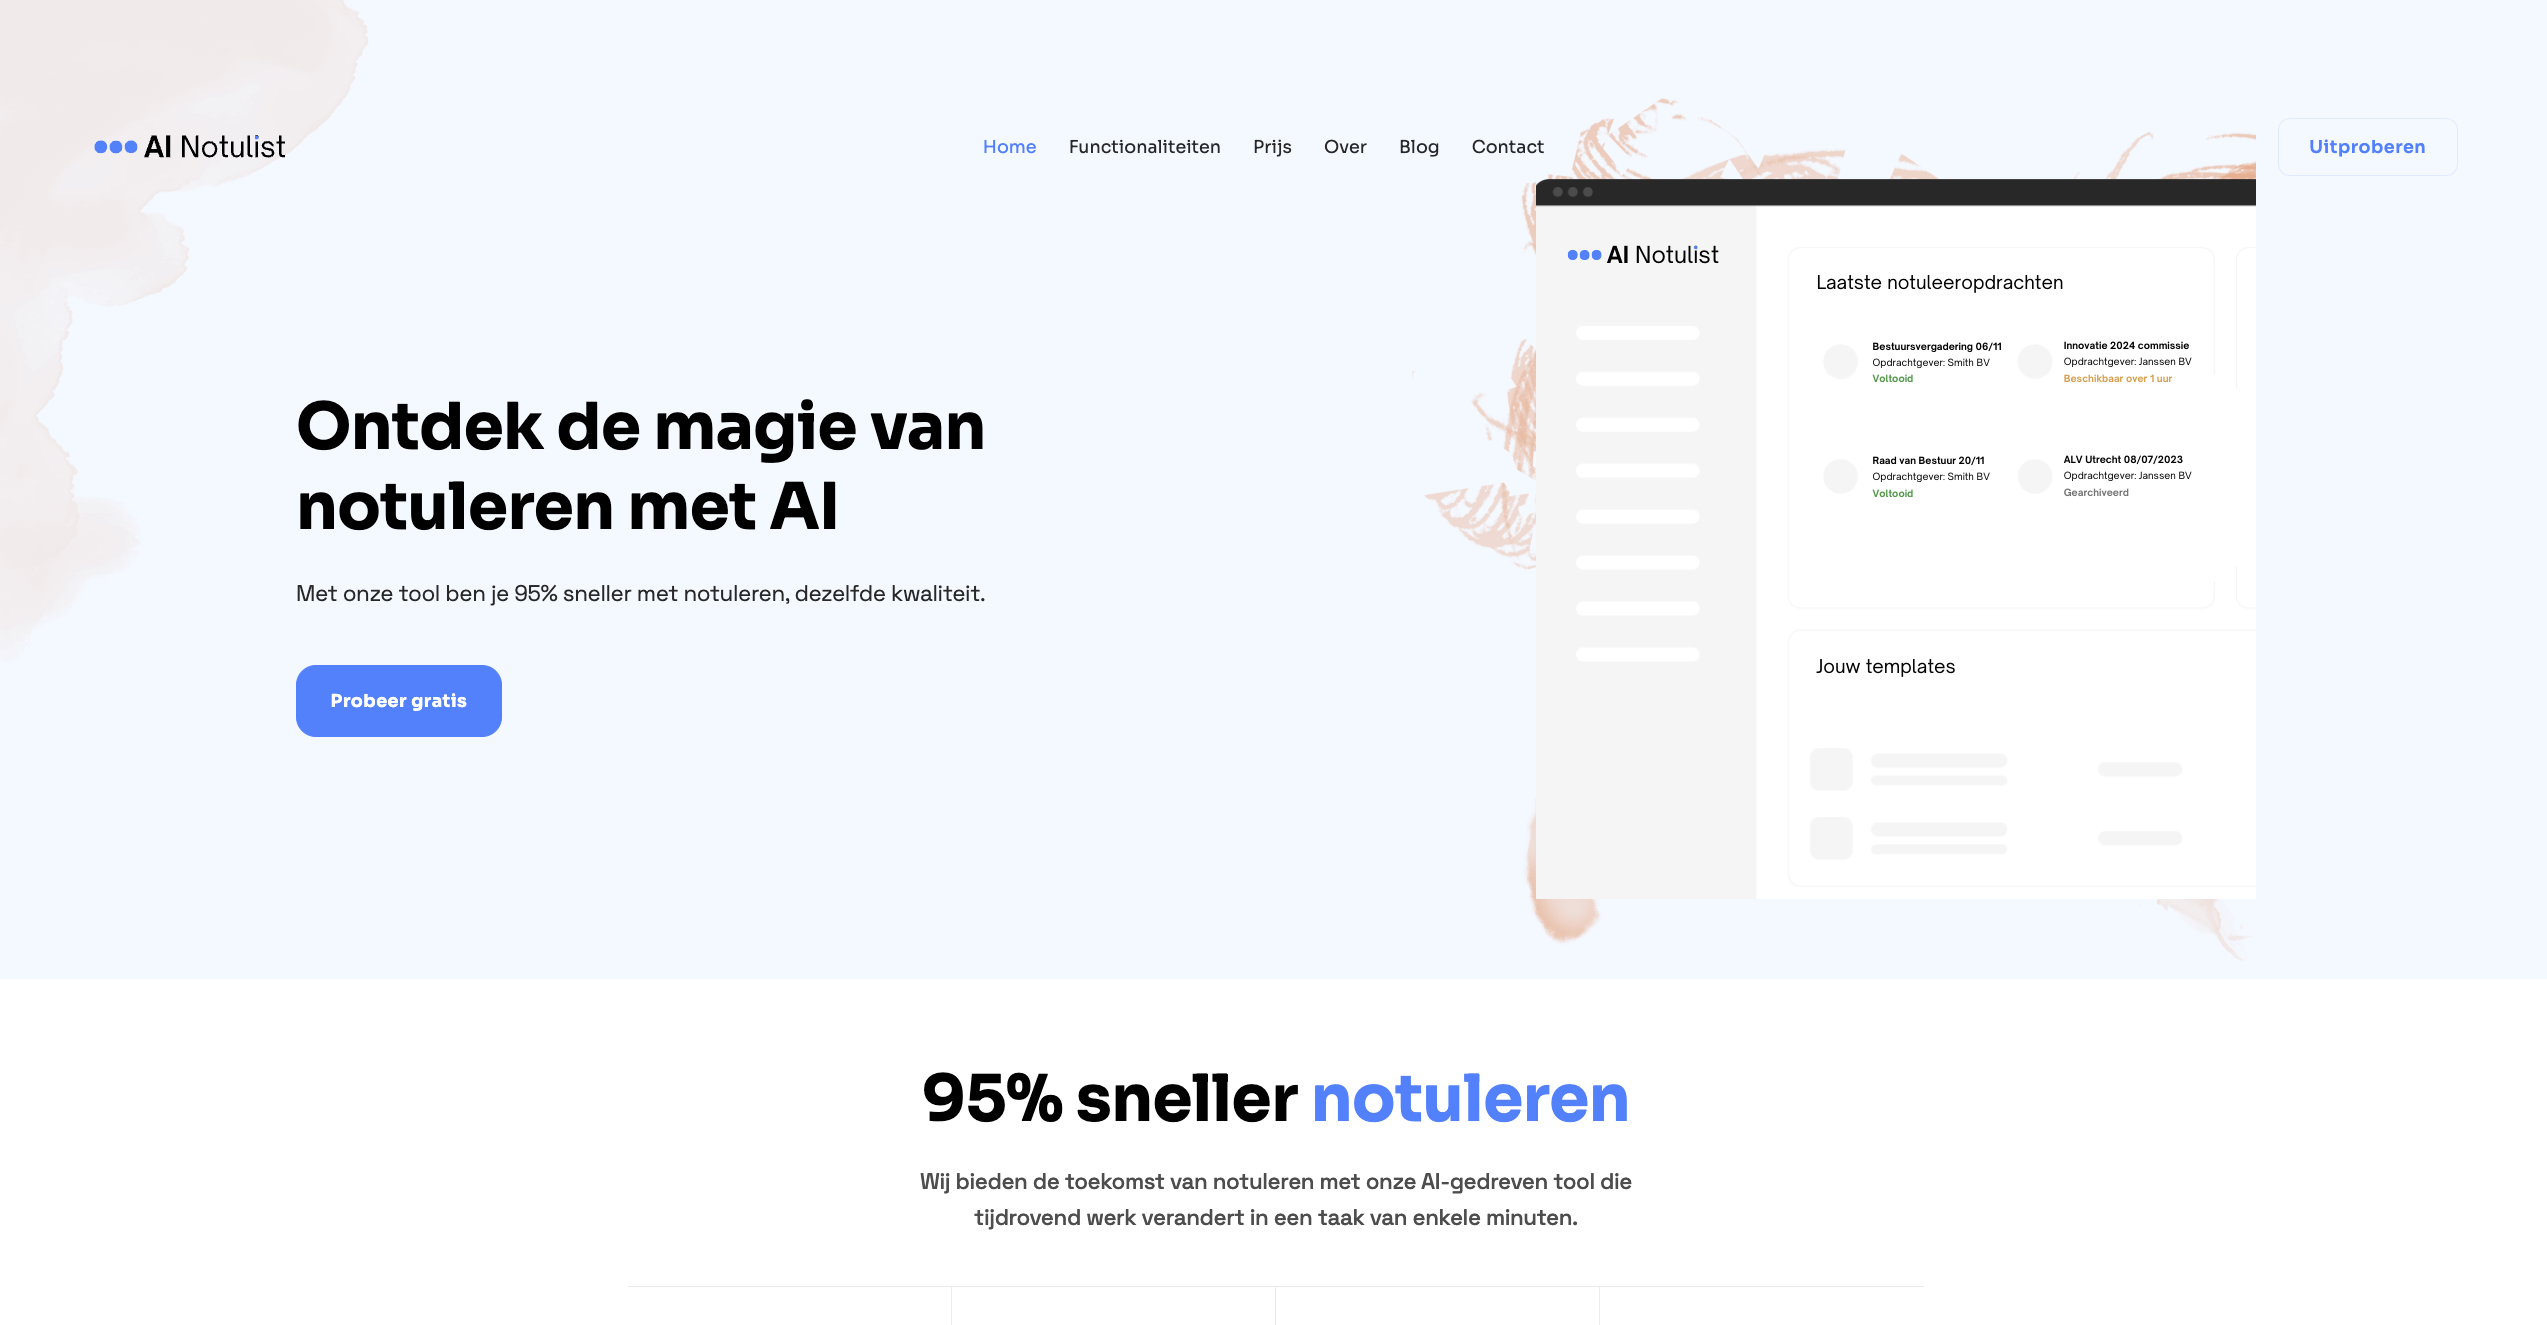 AI Notulist
Home Functionaliteiten Prijs Over Blog Contact
Uitproberen
Ontdek de magie van
notuleren met AI
Met onze tool ben je 95% sneller met notuleren, dezelfde kwaliteit.
Probeer gratis
AI Notulist
Laatste notuleeropdrachten
Bestuursvergadering 06/11
Opdrachtgever: Smith BV
Voltooid
Innovatie 2024 commissie
Opdrachtgever: Janssen BV
Beschikbaar over 1 uur
Raad van Bestuur 20/11
Opdrachtgever: Smith BV
Voltooid
ALV Utrecht 08/07/2023
Opdrachtgever: Janssen BV
Gearchiveerd
Jouw templates
95% sneller notuleren
Wij bieden de toekomst van notuleren met onze AI-gedreven tool die
tijdrovend werk verandert in een taak van enkele minuten.